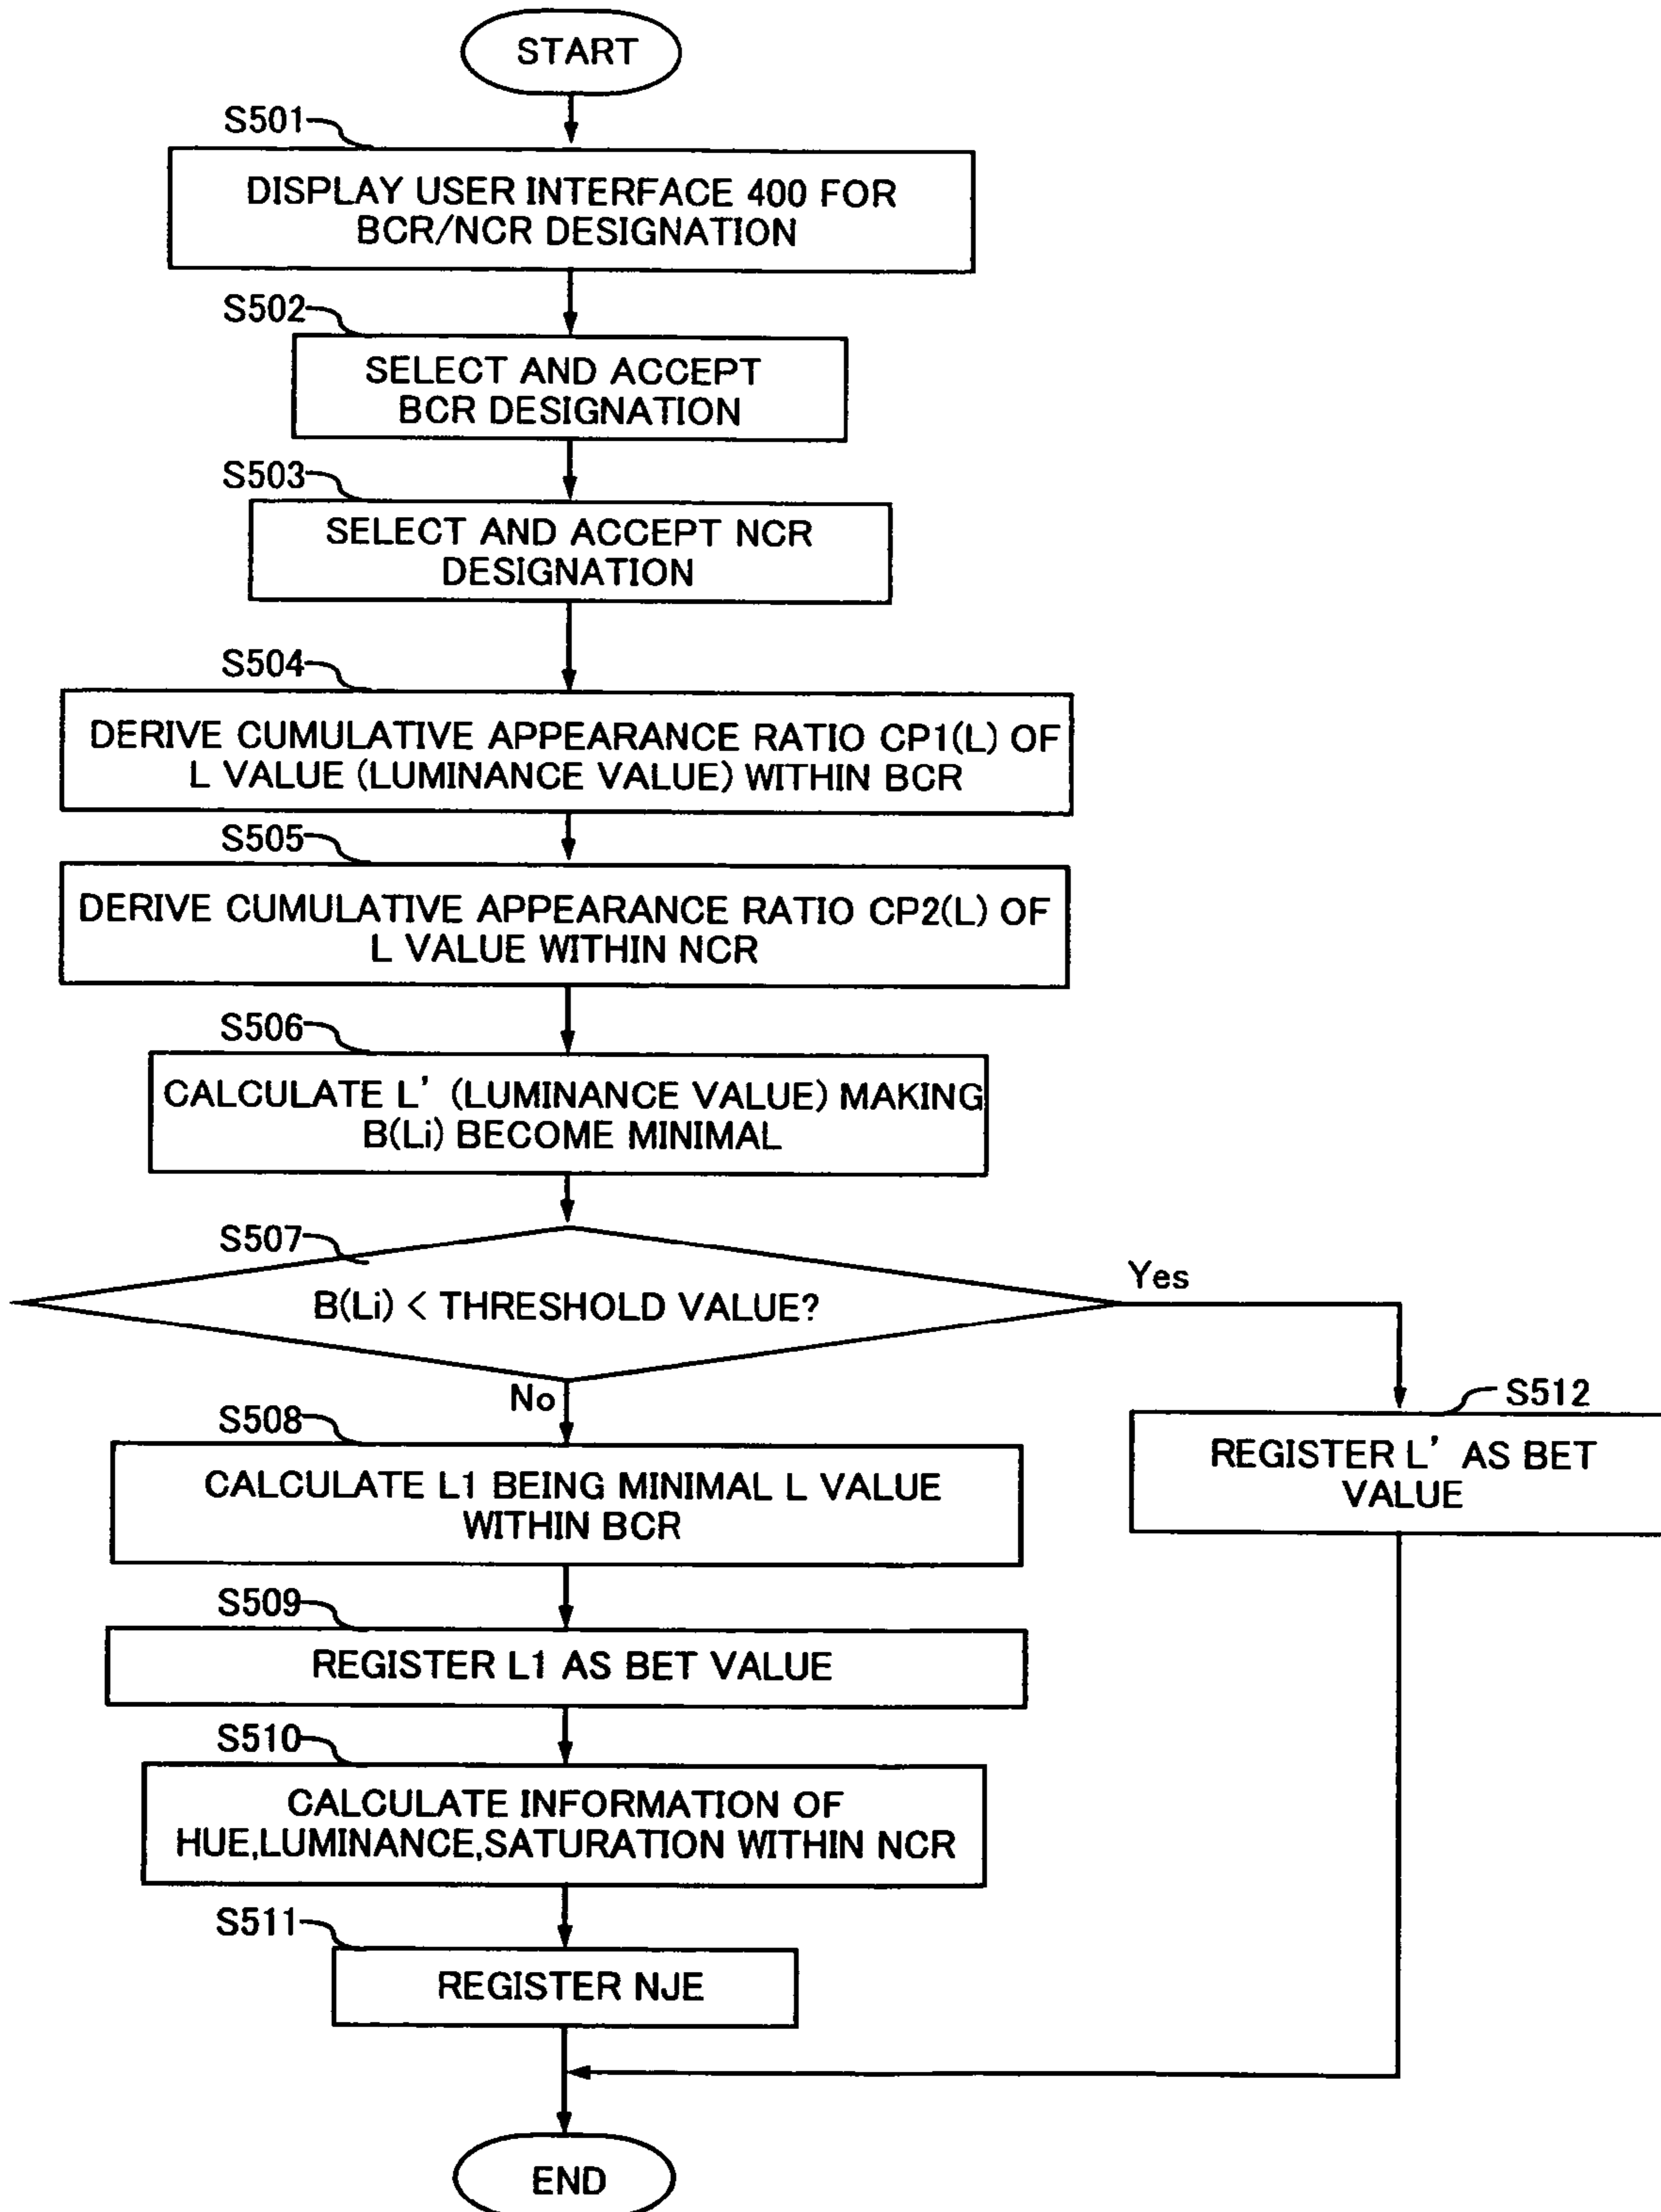 START
S501
DISPLAY USER INTERFACE 400 FOR
BCR/NCR DESIGNATION
S502
SELECT AND ACCEPT
BCR DESIGNATION
S503
SELECT AND ACCEPT NCR
DESIGNATION
S504
DERIVE CUMULATIVE APPEARANCE RATIO CP1(L) OF
L VALUE (LUMINANCE VALUE) WITHIN BCR
S505
DERIVE CUMULATIVE APPEARANCE RATIO CP2(L) OF
L VALUE WITHIN NCR
S506
CALCULATE L' (LUMINANCE VALUE) MAKING
B(Li) BECOME MINIMAL
S507
B(Li) < THRESHOLD VALUE?
Yes
No
S508
CALCULATE L1 BEING MINIMAL L VALUE
WITHIN BCR
S512
REGISTER L' AS BET
VALUE
S509
REGISTER L1 AS BET VALUE
S510
CALCULATE INFORMATION OF
HUE,LUMINANCE,SATURATION WITHIN NCR
S511
REGISTER NJE
END